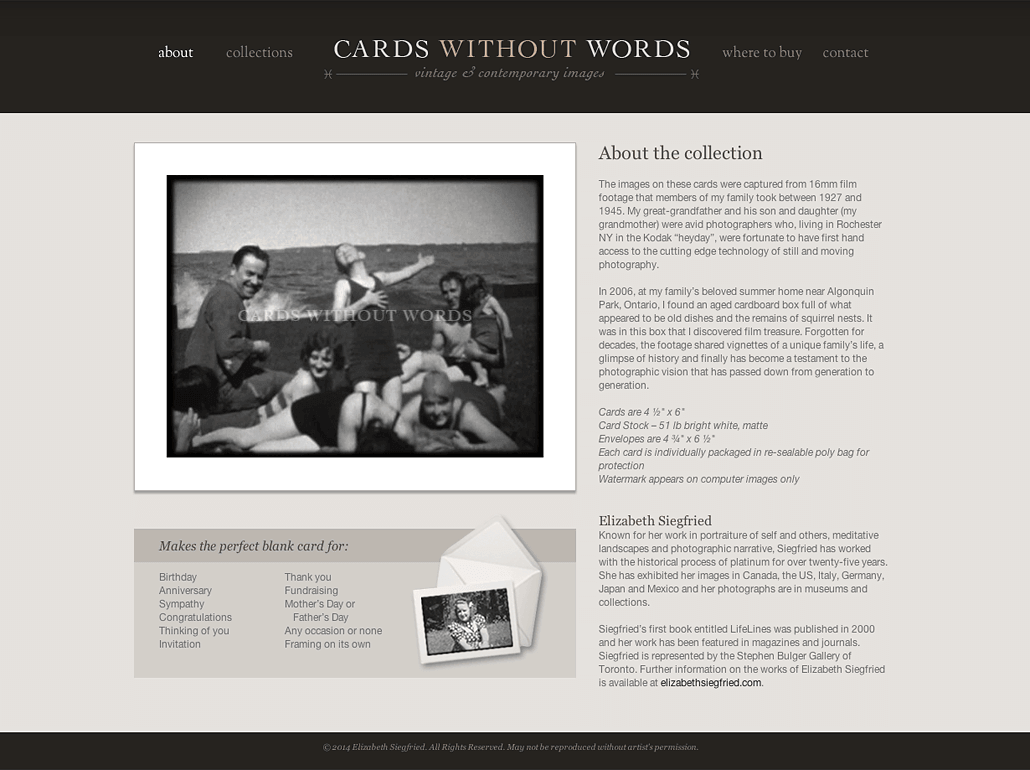 about
collections
CARDS WITHOUT WORDS
vintage & contemporary images
where to buy
contact
CARDS WITHOUT WORDS
Makes the perfect blank card for:
Birthday
Anniversary
Sympathy
Congratulations
Thinking of you
Invitation
Thank you
Fundraising
Mother's Day or
Father's Day
Any occasion or none
Framing on its own
About the collection
The images on these cards were captured from 16mm film
footage that members of my family took between 1927 and
1945. My great-grandfather and his son and daughter (my
grandmother) were avid photographers who, living in Rochester
NY in the Kodak “heyday”, were fortunate to have first hand
access to the cutting edge technology of still and moving
photography.
In 2006, at my family’s beloved summer home near Algonquin
Park, Ontario, I found an aged cardboard box full of what
appeared to be old dishes and the remains of squirrel nests. It
was in this box that I discovered film treasure. Forgotten for
decades, the footage shared vignettes of a unique family’s life, a
glimpse of history and finally has become a testament to the
photographic vision that has passed down from generation to
generation.
Cards are 4 ½" x 6"
Card Stock – 51 lb bright white, matte
Envelopes are 4 ¾" x 6 ½"
Each card is individually packaged in re-sealable poly bag for
protection
Watermark appears on computer images only
Elizabeth Siegfried
Known for her work in portraiture of self and others, meditative
landscapes and photographic narrative, Siegfried has worked
with the historical process of platinum for over twenty-five years.
She has exhibited her images in Canada, the US, Italy, Germany,
Japan and Mexico and her photographs are in museums and
collections.
Siegfried’s first book entitled LifeLines was published in 2000
and her work has been featured in magazines and journals.
Siegfried is represented by the Stephen Bulger Gallery of
Toronto. Further information on the works of Elizabeth Siegfried
is available at elizabethsiegfried.com.
© 2014 Elizabeth Siegfried. All Rights Reserved. May not be reproduced without artist's permission.